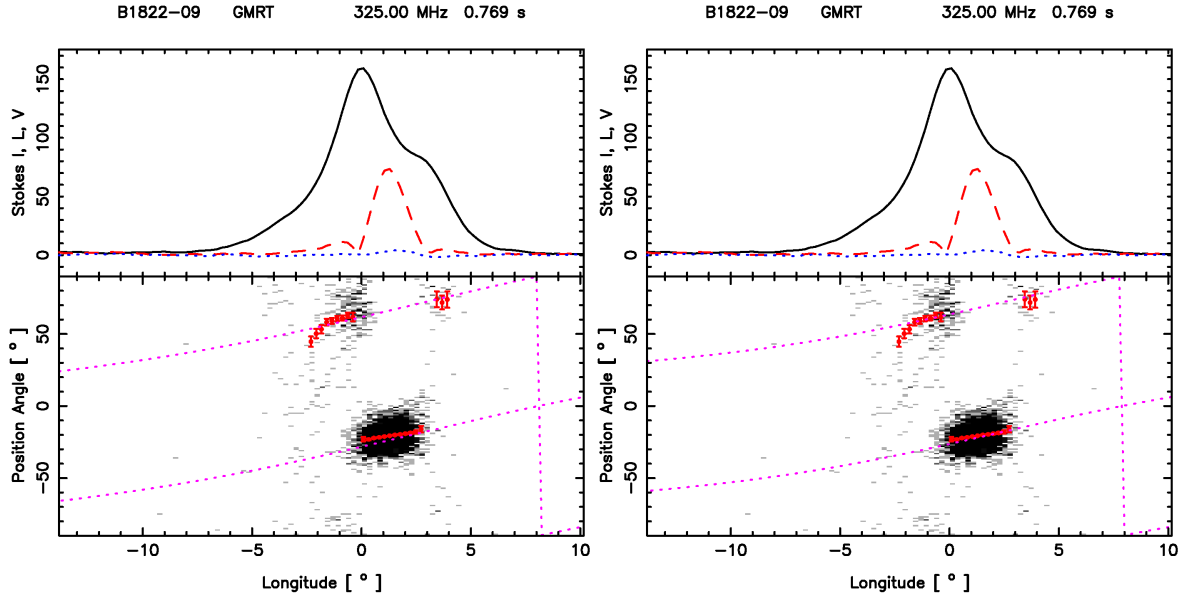 B1822−09 GMRT 325.00 MHz 0.769 s
Stokes I, L, V
150
100
50
0
Position Angle [ ° ]
50
0
−50
−10 −5 0 5 10
Longitude [ ° ]
B1822−09 GMRT 325.00 MHz 0.769 s
Stokes I, L, V
150
100
50
0
Position Angle [ ° ]
50
0
−50
−10 −5 0 5 10
Longitude [ ° ]